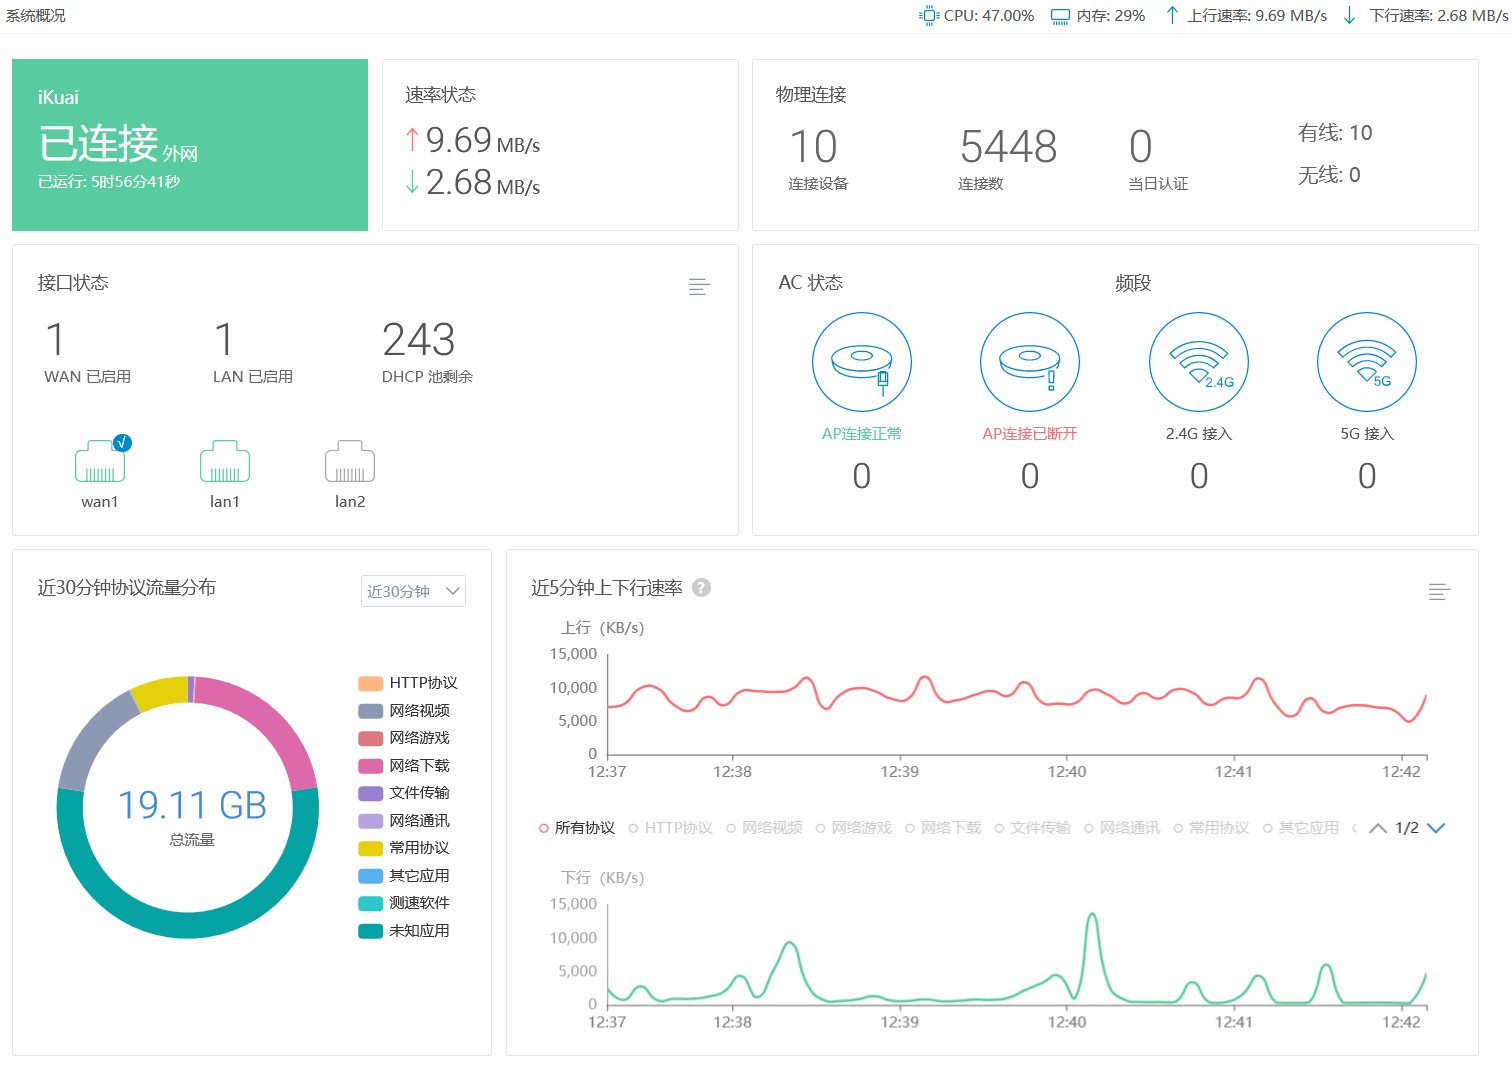 系统概况
CPU: 47.00% 内存: 29% 上行速率: 9.69 MB/s 下行速率: 2.68 MB/s
iKuai
已连接 外网
已运行: 5时56分41秒
速率状态
9.69 MB/s
2.68 MB/s
物理连接
10 5448 0
连接设备 连接数 当日认证
有线: 10
无线: 0
接口状态
1 1 243
WAN 已启用 LAN 已启用 DHCP 池剩余
wan1 lan1 lan2
AC 状态 频段
2.4G 5G
AP连接正常 AP连接已断开 2.4G 接入 5G 接入
0 0 0 0
近30分钟协议流量分布 近30分钟
19.11 GB
总流量
HTTP协议
网络视频
网络游戏
网络下载
文件传输
网络通讯
常用协议
其它应用
测速软件
未知应用
近5分钟上下行速率 ?
上行（KB/s）
15,000
10,000
5,000
0
12:37 12:38 12:39 12:40 12:41 12:42
所有协议 HTTP协议 网络视频 网络游戏 网络下载 文件传输 网络通讯 常用协议 其它应用 1/2
下行（KB/s）
15,000
10,000
5,000
0
12:37 12:38 12:39 12:40 12:41 12:42